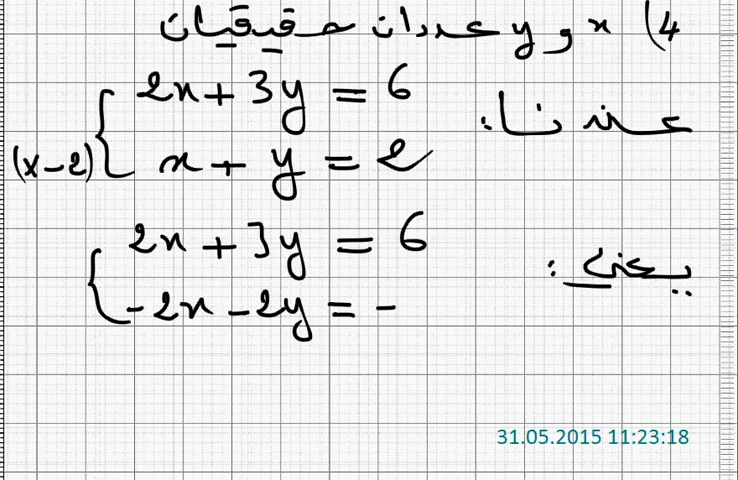 4) x و y عددان حقيقيان
عندنا: 2x + 3y = 6
(x-2) x + y = 2
يعني: 2x + 3y = 6
-2x - 2y = -
31.05.2015 11:23:18